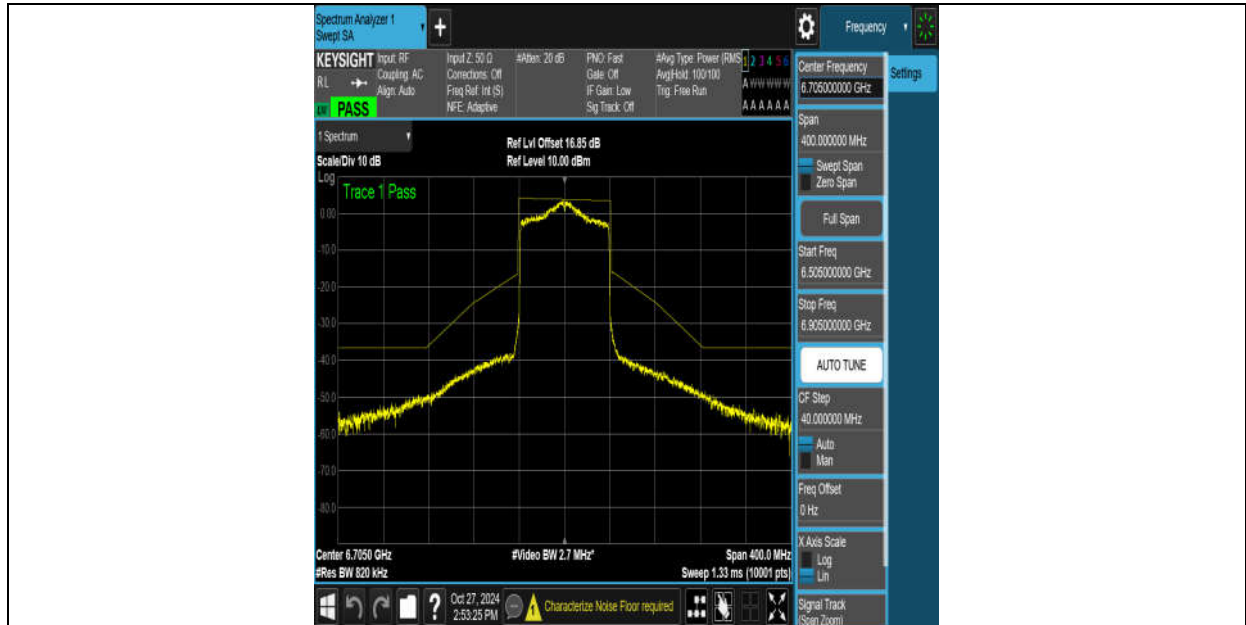 Spectrum Analyzer 1
Swept SA
+
Frequency
KEYSIGHT
RL
PASS
Input: RF
Coupling: AC
Align: Auto
Input Z: 50 Ω
Corrections: Off
Freq Ref: Int (S)
NFE: Adaptive
#Atten: 20 dB
PNO: Fast
Gate: Off
IF Gain: Low
Sig Track: Off
#Avg Type: Power (RMS
Avg|Hold: 100/100
Trig: Free Run
1 2 3 4 5 6
A W W W W W
A A A A A A
Center Frequency
6.705000000 GHz
Settings
Span
400.000000 MHz
Swept Span
Zero Span
Full Span
Start Freq
6.505000000 GHz
Stop Freq
6.905000000 GHz
AUTO TUNE
CF Step
40.000000 MHz
Auto
Man
Freq Offset
0 Hz
X Axis Scale
Log
Lin
Signal Track
(Span Zoom)
1 Spectrum
Scale/Div 10 dB
Ref Lvl Offset 16.85 dB
Ref Level 10.00 dBm
Log
Trace 1 Pass
0.00
-10.0
-20.0
-30.0
-40.0
-50.0
-60.0
-70.0
-80.0
Center 6.7050 GHz
#Video BW 2.7 MHz*
Span 400.0 MHz
#Res BW 820 kHz
Sweep 1.33 ms (10001 pts)
?
Oct 27, 2024
2:53:25 PM
Characterize Noise Floor required